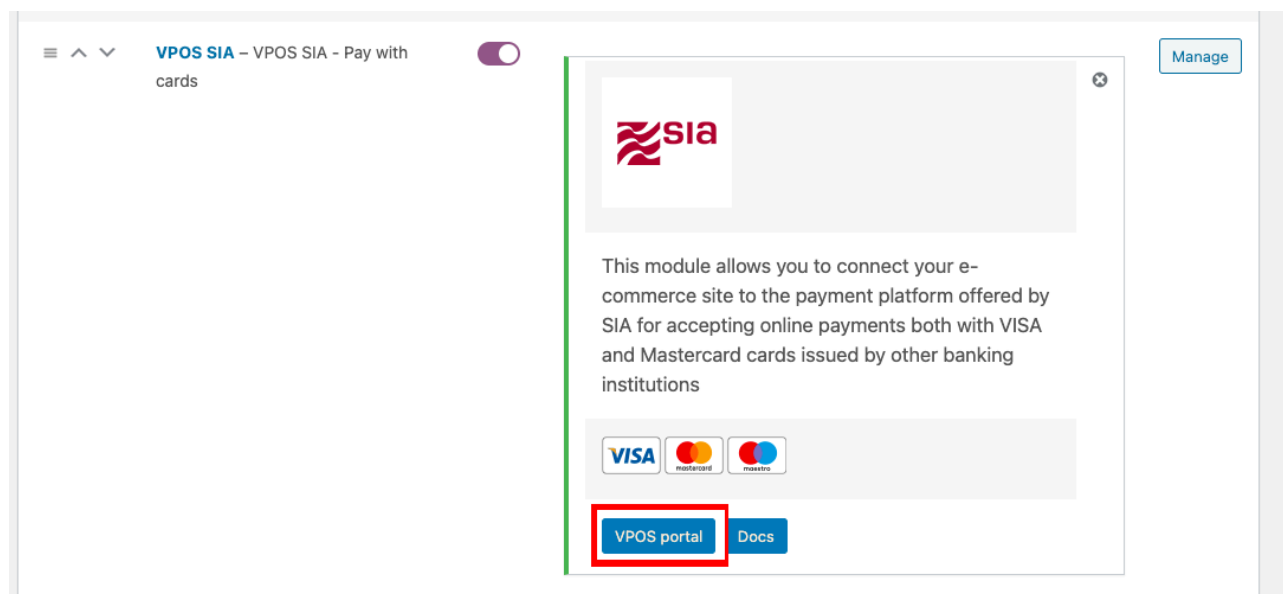 VPOS SIA – VPOS SIA - Pay with
cards
Manage
sia
This module allows you to connect your e-
commerce site to the payment platform offered by
SIA for accepting online payments both with VISA
and Mastercard cards issued by other banking
institutions
VISA mastercard maestro
VPOS portal Docs